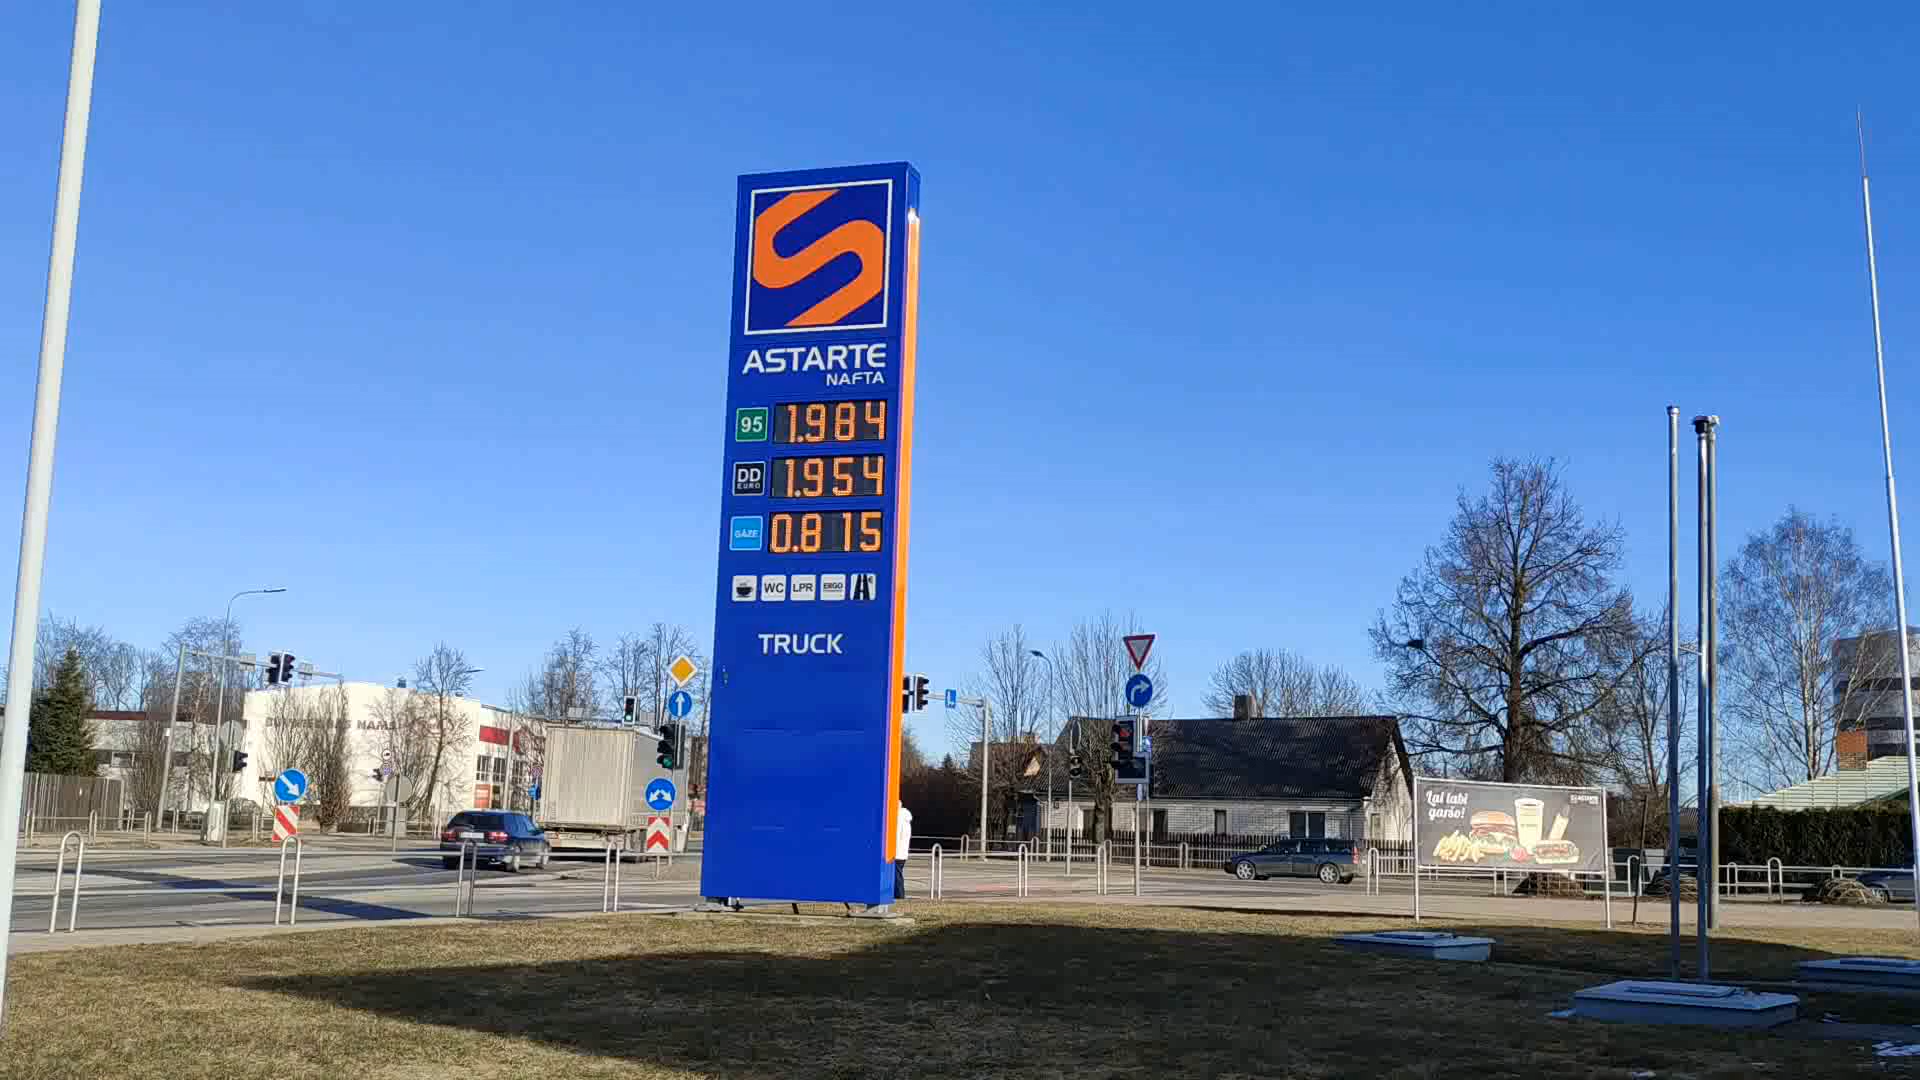 ASTARTE
NAFTA
95 1.984
DD EURO 1.954
GĀZE 0.815
WC LPR ERGO €
TRUCK
NAMS
Lai labi
garšo!